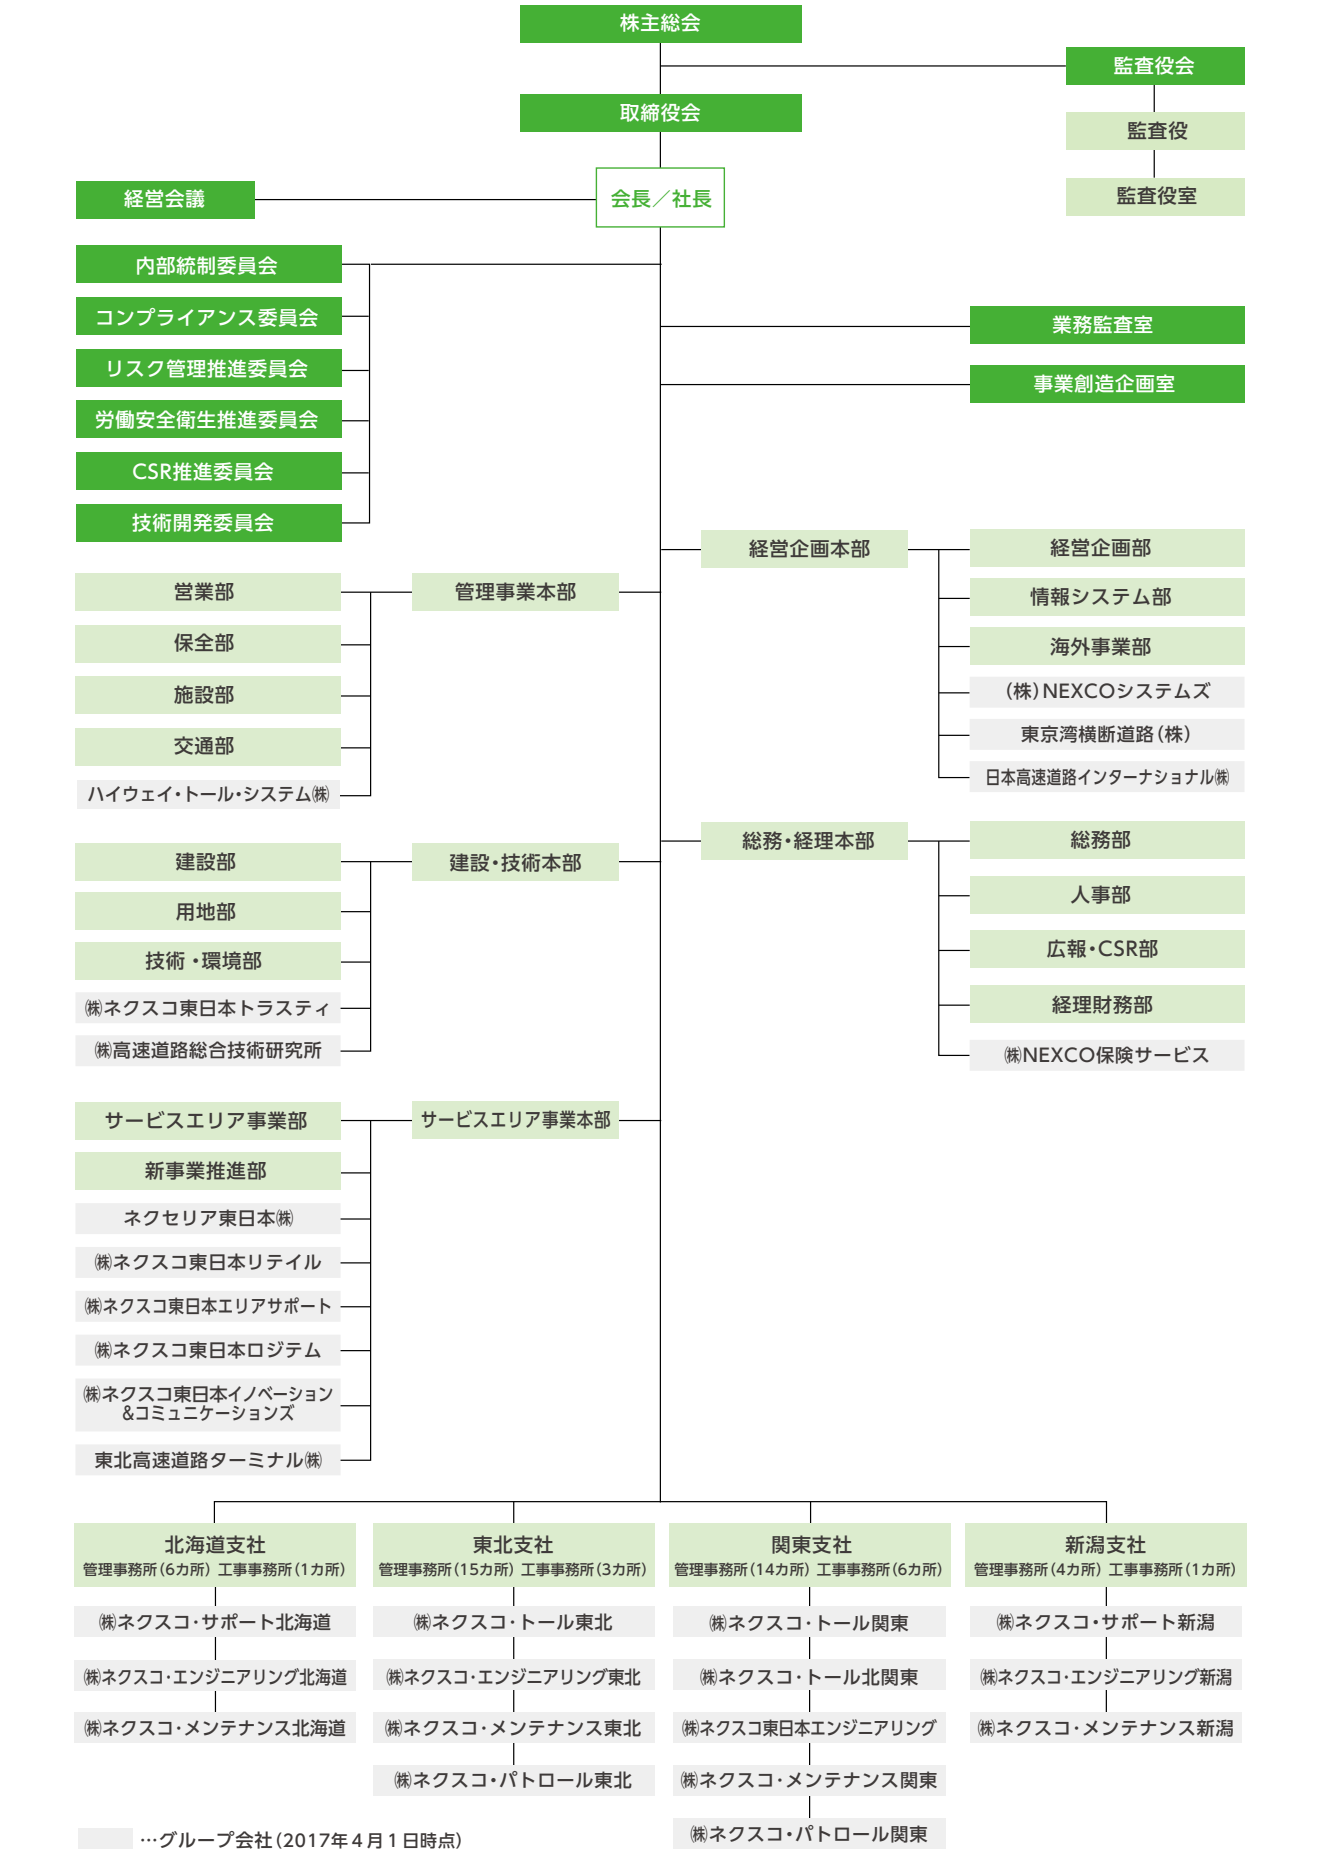 株主総会
監査役会
取締役会
監査役
会長／社長
経営会議
監査役室
内部統制委員会
コンプライアンス委員会
リスク管理推進委員会
労働安全衛生推進委員会
CSR推進委員会
技術開発委員会
業務監査室
事業創造企画室
経営企画本部
経営企画部
情報システム部
海外事業部
（株）NEXCOシステムズ
東京湾横断道路（株）
日本高速道路インターナショナル㈱
管理事業本部
営業部
保全部
施設部
交通部
ハイウェイ・トール・システム㈱
総務・経理本部
総務部
人事部
広報・CSR部
経理財務部
㈱NEXCO保険サービス
建設・技術本部
建設部
用地部
技術・環境部
㈱ネクスコ東日本トラスティ
㈱高速道路総合技術研究所
サービスエリア事業本部
サービスエリア事業部
新事業推進部
ネクセリア東日本㈱
㈱ネクスコ東日本リテイル
㈱ネクスコ東日本エリアサポート
㈱ネクスコ東日本ロジテム
㈱ネクスコ東日本イノベーション
&コミュニケーションズ
東北高速道路ターミナル㈱
北海道支社
管理事務所（6カ所） 工事事務所（1カ所）
㈱ネクスコ・サポート北海道
㈱ネクスコ・エンジニアリング北海道
㈱ネクスコ・メンテナンス北海道
東北支社
管理事務所（15カ所） 工事事務所（3カ所）
㈱ネクスコ・トール東北
㈱ネクスコ・エンジニアリング東北
㈱ネクスコ・メンテナンス東北
㈱ネクスコ・パトロール東北
関東支社
管理事務所（14カ所） 工事事務所（6カ所）
㈱ネクスコ・トール関東
㈱ネクスコ・トール北関東
㈱ネクスコ東日本エンジニアリング
㈱ネクスコ・メンテナンス関東
㈱ネクスコ・パトロール関東
新潟支社
管理事務所（4カ所） 工事事務所（1カ所）
㈱ネクスコ・サポート新潟
㈱ネクスコ・エンジニアリング新潟
㈱ネクスコ・メンテナンス新潟
…グループ会社（2017年4月1日時点）